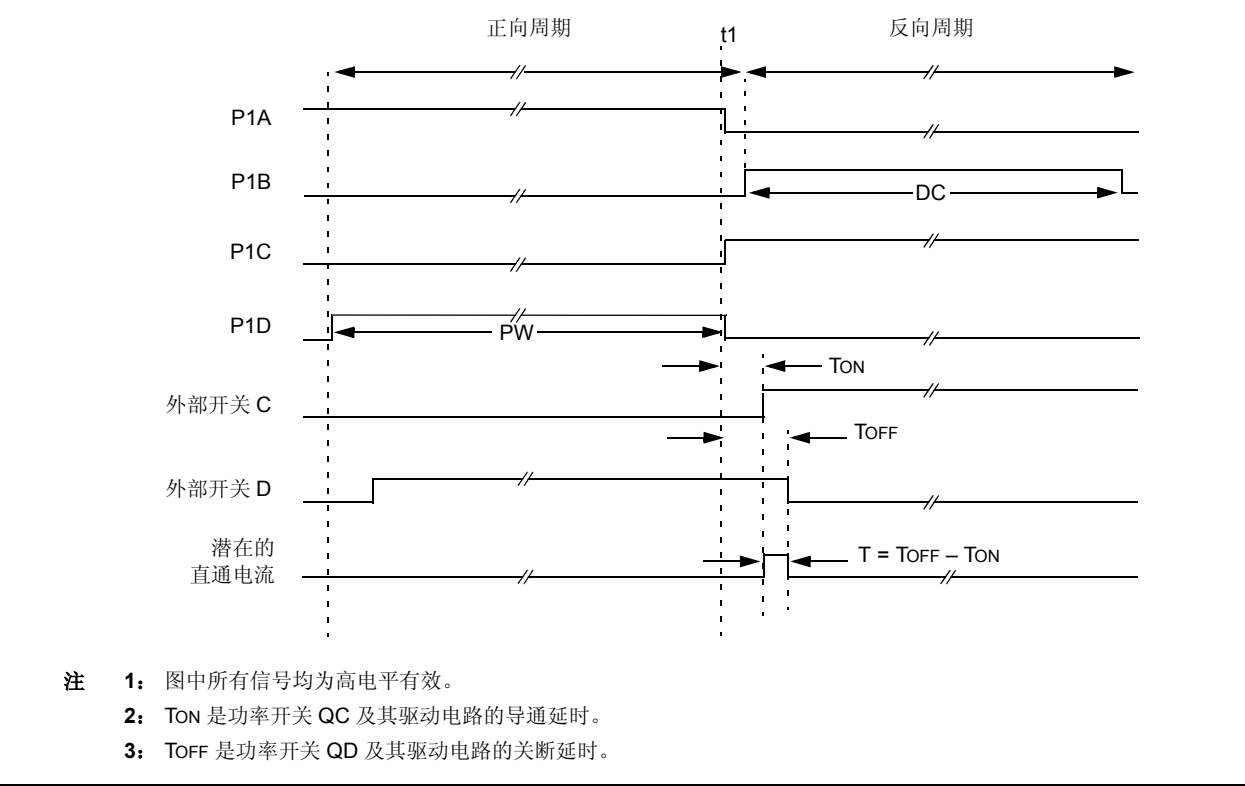 正向周期
t1
反向周期
P1A
P1B
DC
P1C
P1D
PW
TON
外部开关 C
TOFF
外部开关 D
潜在的
直通电流
T = TOFF – TON
注 1： 图中所有信号均为高电平有效。
2： TON 是功率开关 QC 及其驱动电路的导通延时。
3： TOFF 是功率开关 QD 及其驱动电路的关断延时。